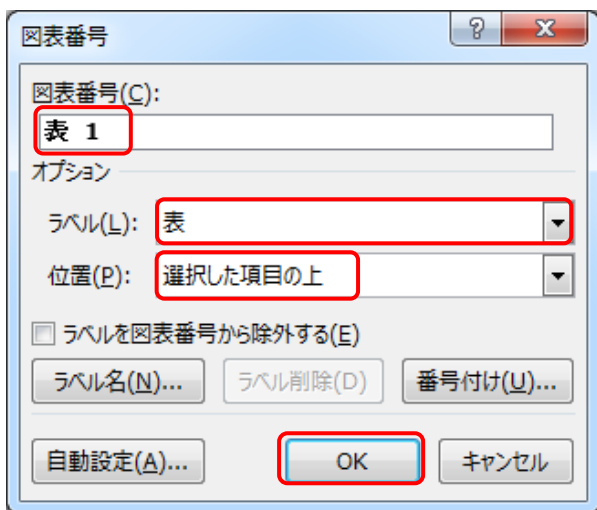 図表番号
図表番号(C):
表 1
オプション
ラベル(L): 表
位置(P): 選択した項目の上
ラベルを図表番号から除外する(E)
ラベル名(N)... ラベル削除(D) 番号付け(U)...
自動設定(A)... OK キャンセル